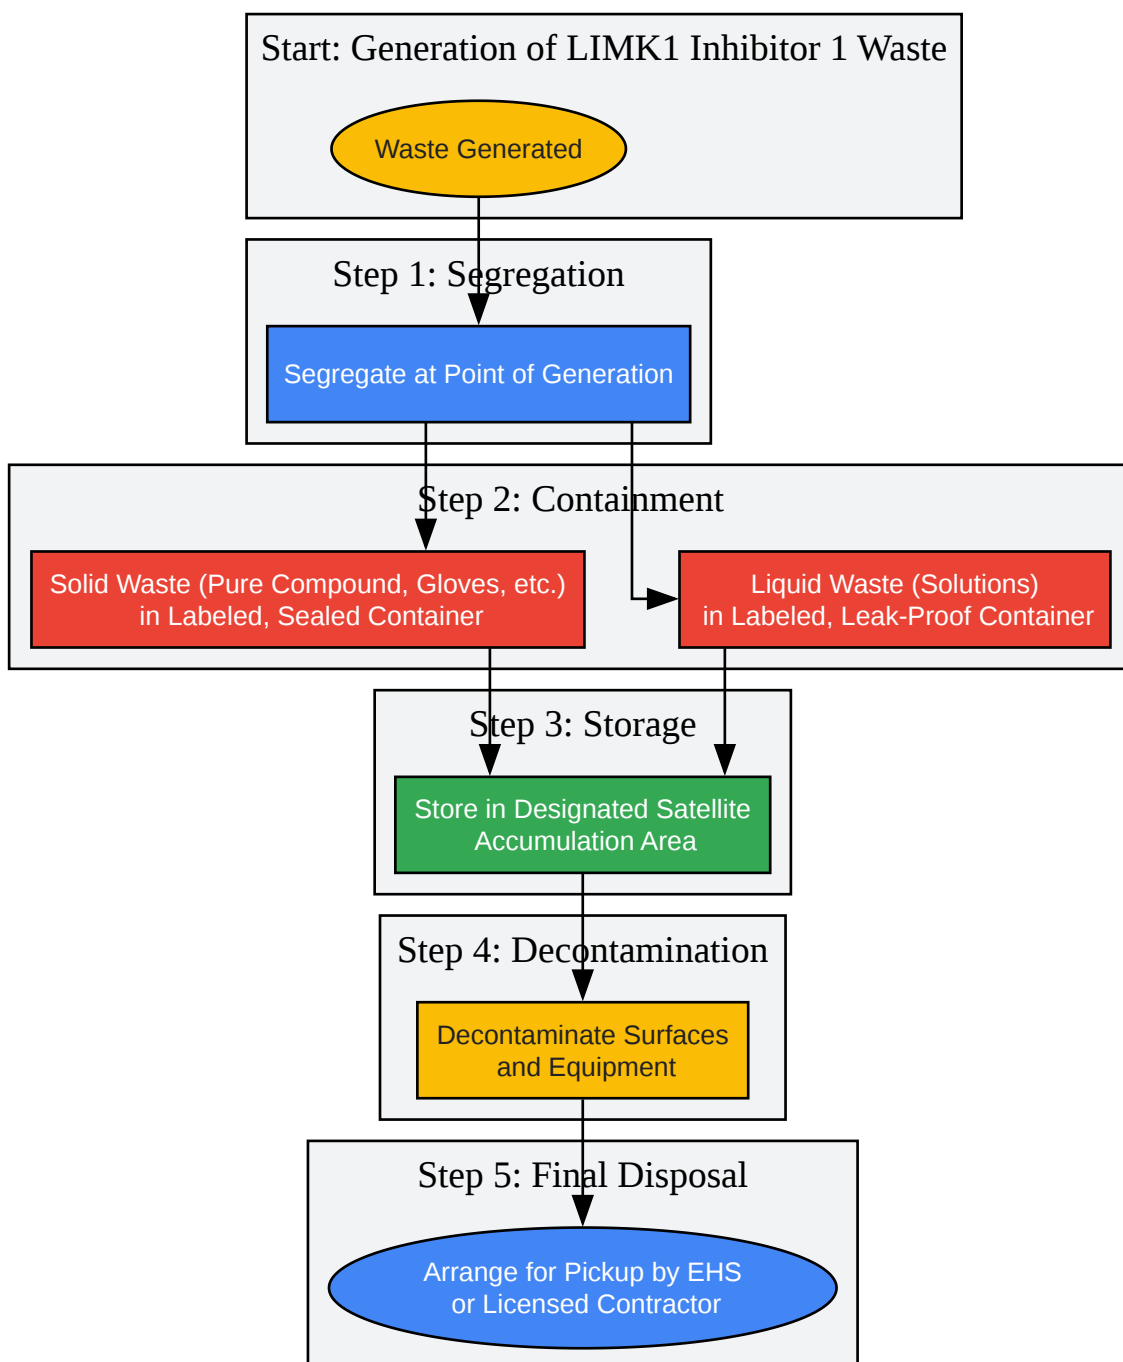 Start: Generation of LIMK1 Inhibitor 1 Waste
Waste Generated
Step 1: Segregation
Segregate at Point of Generation
Step 2: Containment
Solid Waste (Pure Compound, Gloves, etc.)
in Labeled, Sealed Container
Liquid Waste (Solutions)
in Labeled, Leak-Proof Container
Step 3: Storage
Store in Designated Satellite
Accumulation Area
Step 4: Decontamination
Decontaminate Surfaces
and Equipment
Step 5: Final Disposal
Arrange for Pickup by EHS
or Licensed Contractor